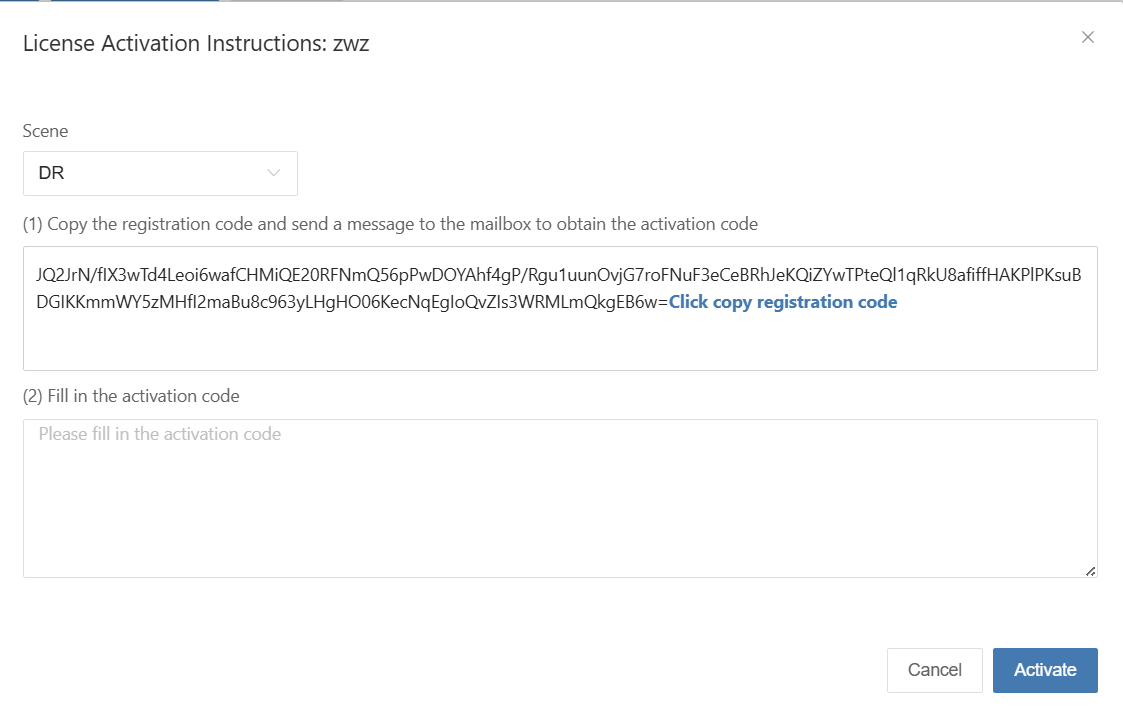 License Activation Instructions: zwz
Scene
DR
(1) Copy the registration code and send a message to the mailbox to obtain the activation code
JQ2JrN/fIX3wTd4Leoi6wafCHMiQE20RFNmQ56pPwDOYAhf4gP/Rgu1uunOvjG7roFNuF3eCeBRhJeKQiZYwTPteQl1qRkU8afiffHAKPlPKsuB
DGIKKmmWY5zMHfI2maBu8c963yLHgHO06KecNqEgIoQvZIs3WRMLmQkgEB6w=Click copy registration code
(2) Fill in the activation code
Please fill in the activation code
Cancel
Activate